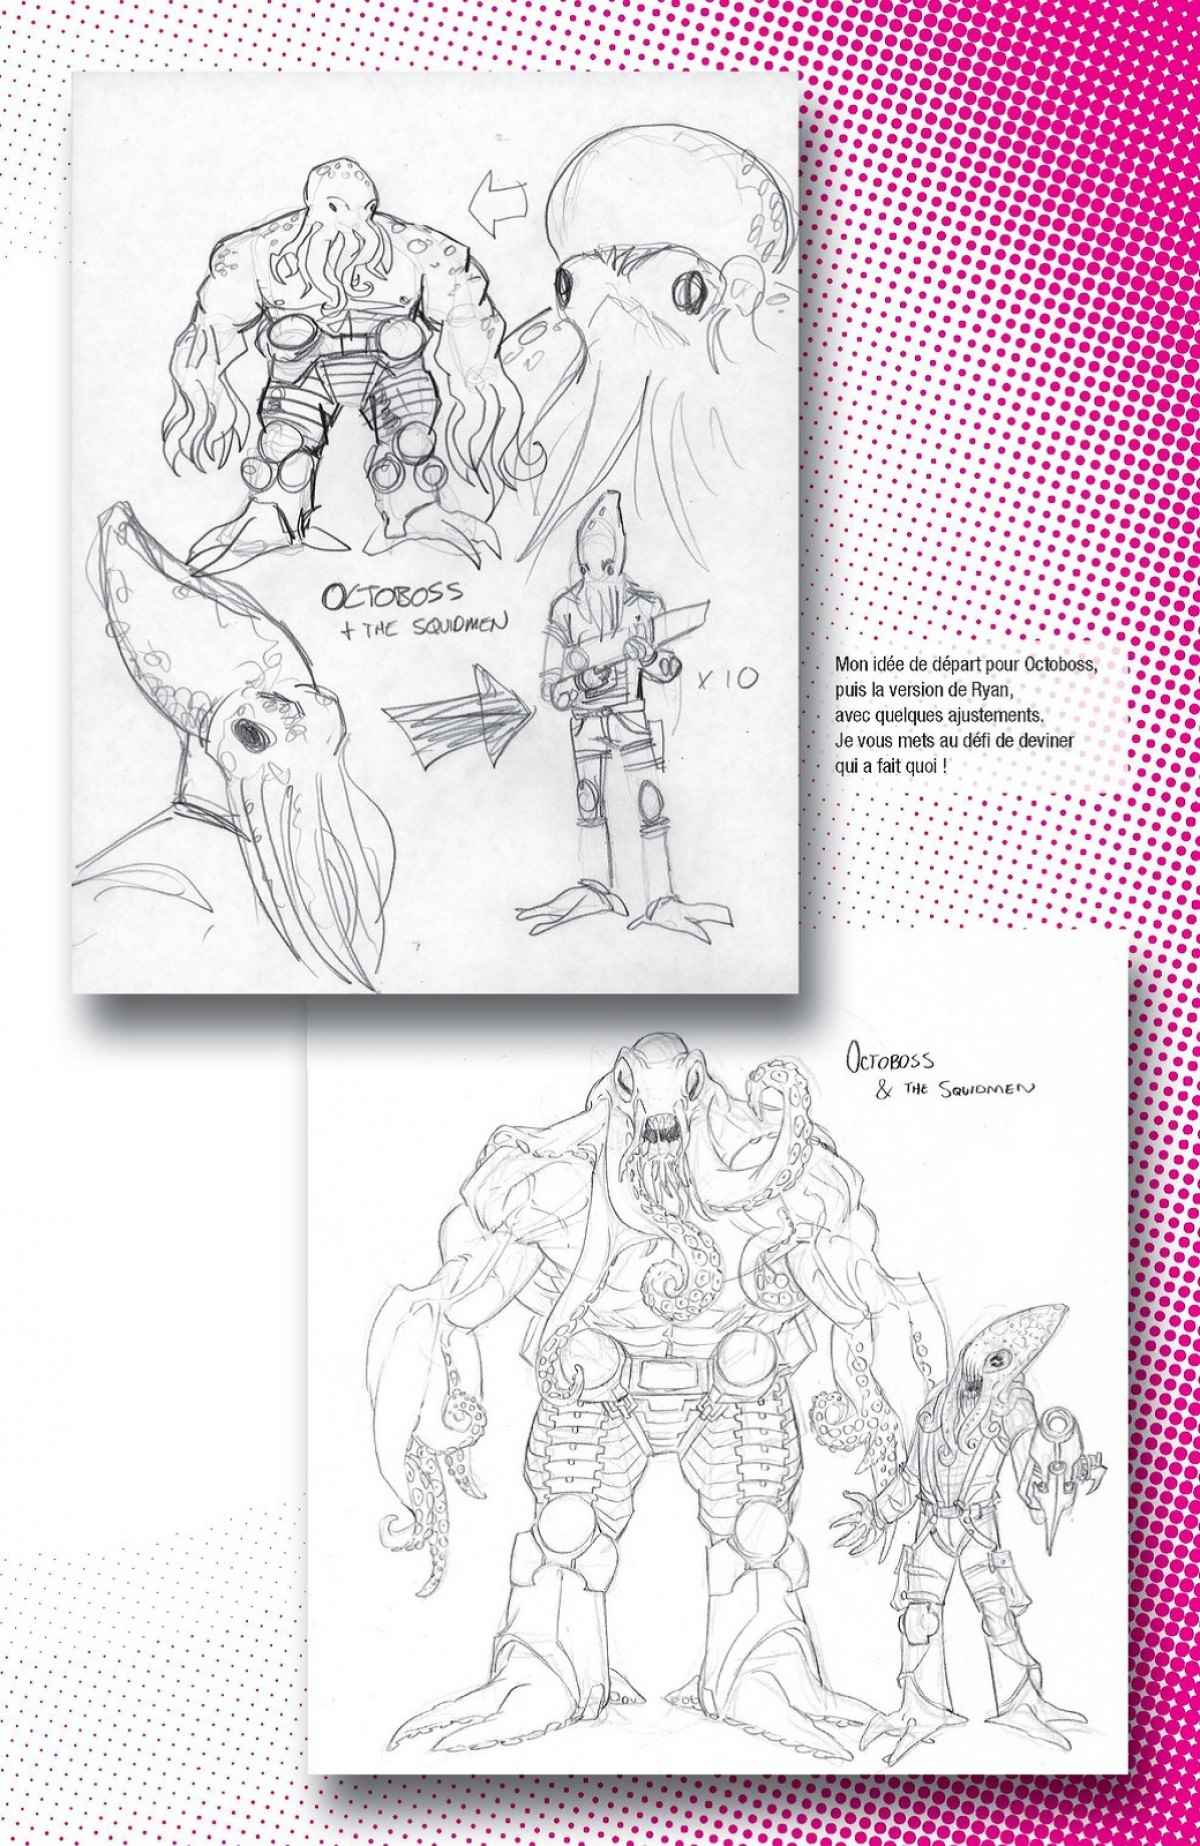 OCTOBOSS
+ THE SQUIDMEN
X 10
Mon idée de départ pour Octoboss,
puis la version de Ryan,
avec quelques ajustements.
Je vous mets au défi de deviner
qui a fait quoi !
OCTOBOSS
& THE SQUIDMEN